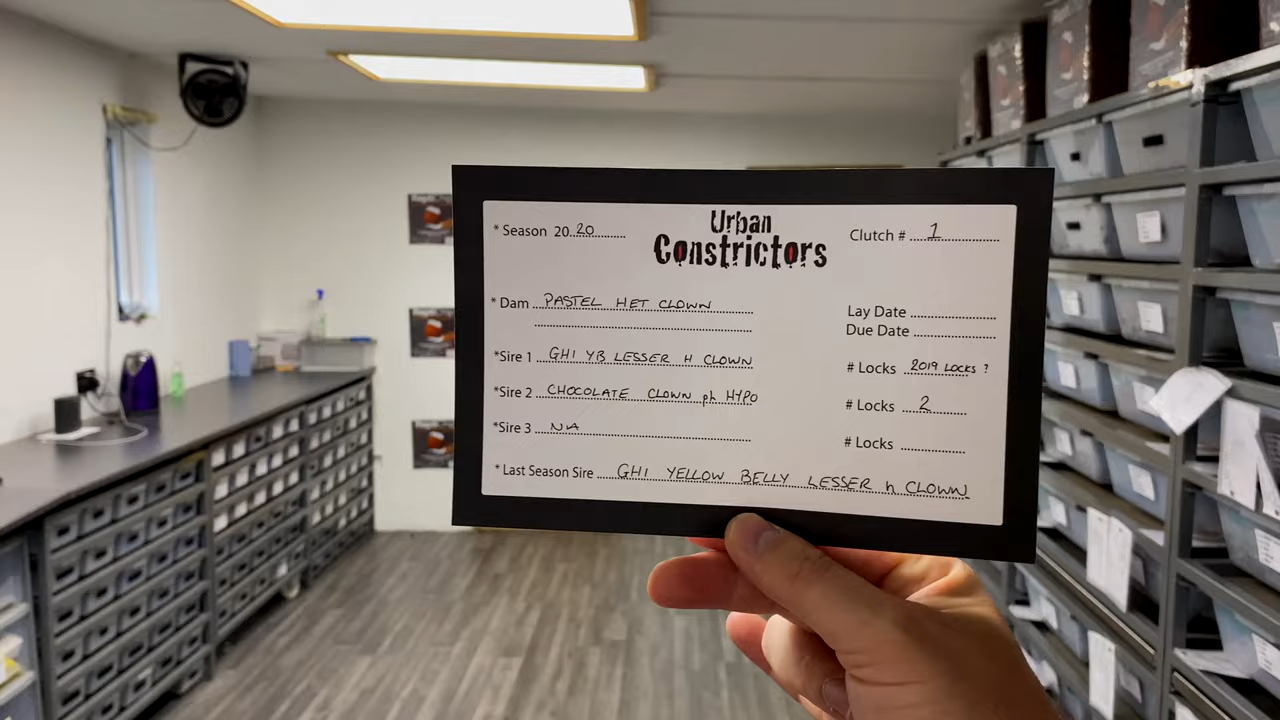 * Season 20 20
Urban
Constrictors
Clutch # 1
* Dam PASTEL HET CLOWN
Lay Date
Due Date
*Sire 1 GHI YB LESSER H CLOWN
# Locks 2019 LOCKS ?
*Sire 2 CHOCOLATE CLOWN ph HYPO
# Locks 2
*Sire 3 NA
# Locks
* Last Season Sire GHI YELLOW BELLY LESSER h CLOWN